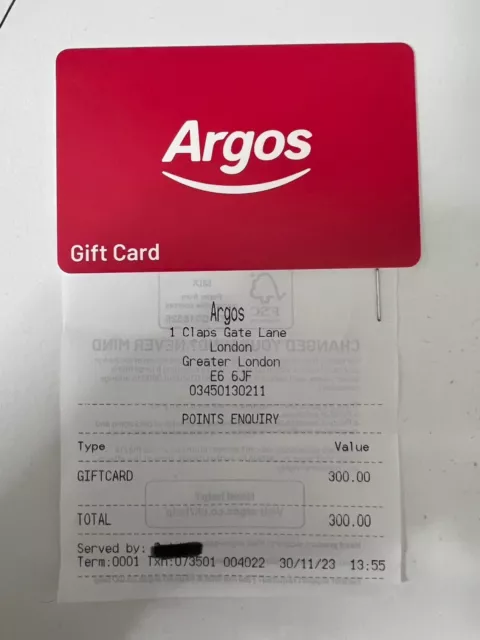 Argos
Gift Card
Argos
1 Claps Gate Lane
London
Greater London
E6 6JF
03450130211
POINTS ENQUIRY
Type Value
GIFTCARD 300.00
TOTAL 300.00
Served by:
Term:0001 Txn:073501 004022 30/11/23 13:55